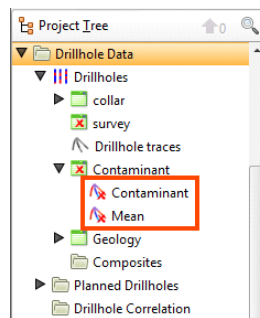 Project Tree 0
Drillhole Data
Drillholes
collar
survey
Drillhole traces
Contaminant
Contaminant
Mean
Geology
Composites
Planned Drillholes
Drillhole Correlation